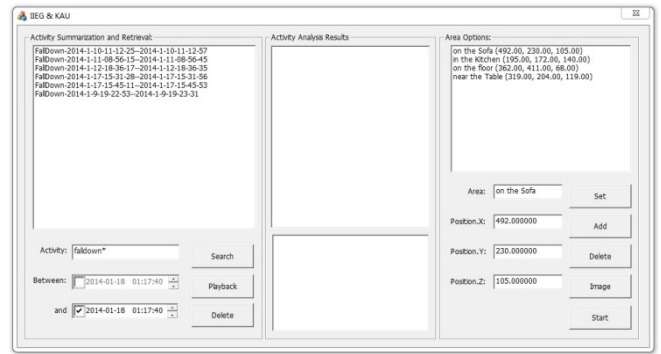 IIEG & KAU
Activity Summarization and Retrieval:
FallDown-2014-1-10-11-12-25--2014-1-10-11-12-57
FallDown-2014-1-11-08-56-15--2014-1-11-08-56-45
FallDown-2014-1-12-18-36-17--2014-1-12-18-36-35
FallDown-2014-1-17-15-31-28--2014-1-17-15-31-56
FallDown-2014-1-17-15-45-11--2014-1-17-15-45-53
FallDown-2014-1-9-19-22-53--2014-1-9-19-23-31
Activity: falldown*
Search
Between: 2014-01-18 01:17:40
Playback
and 2014-01-18 01:17:40
Delete
Activity Analysis Results
Area Options:
on the Sofa (492.00, 230.00, 105.00)
in the Kitchen (195.00, 172.00, 140.00)
on the floor (362.00, 411.00, 68.00)
near the Table (319.00, 204.00, 119.00)
Area: on the Sofa
Set
Position.X: 492.000000
Add
Position.Y: 230.000000
Delete
Position.Z: 105.000000
Image
Start